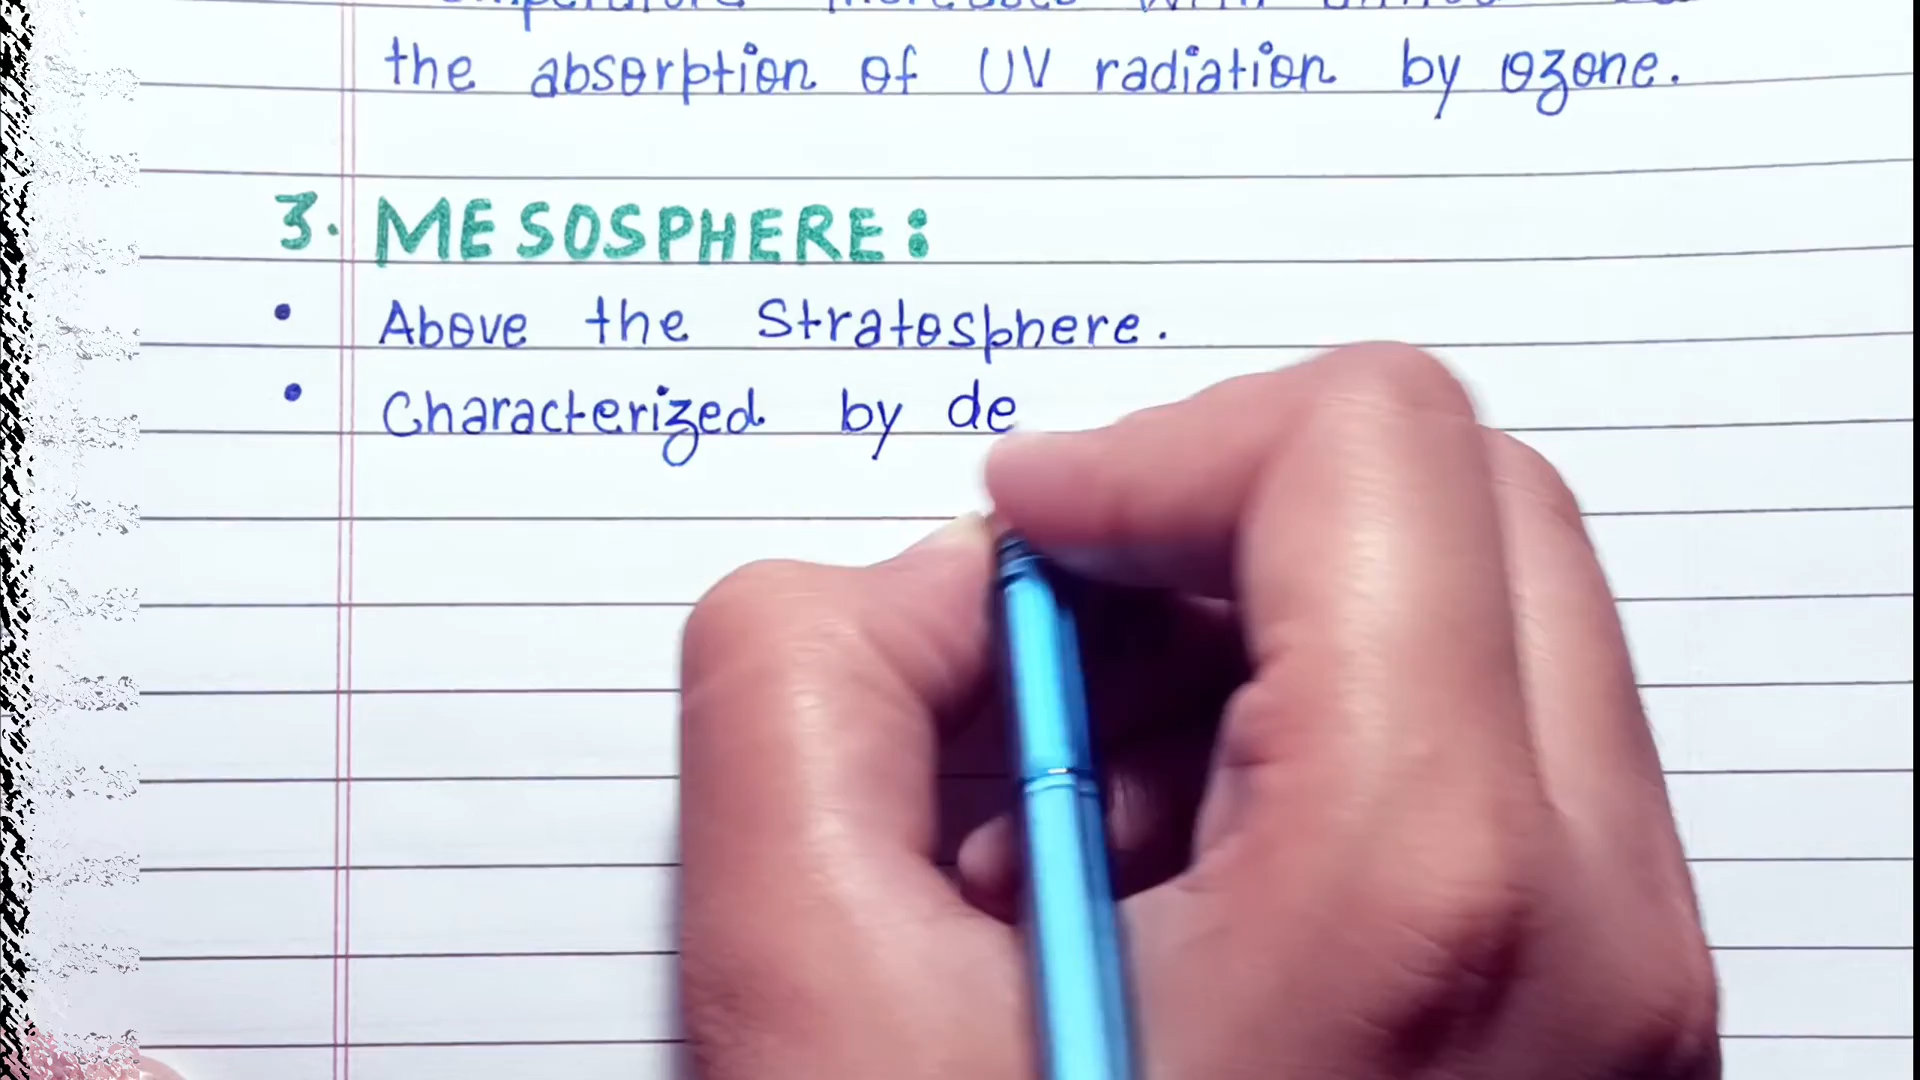 the absorption of UV radiation by ozone.
3. MESOSPHERE:
• Above the Stratosphere.
• Characterized by de